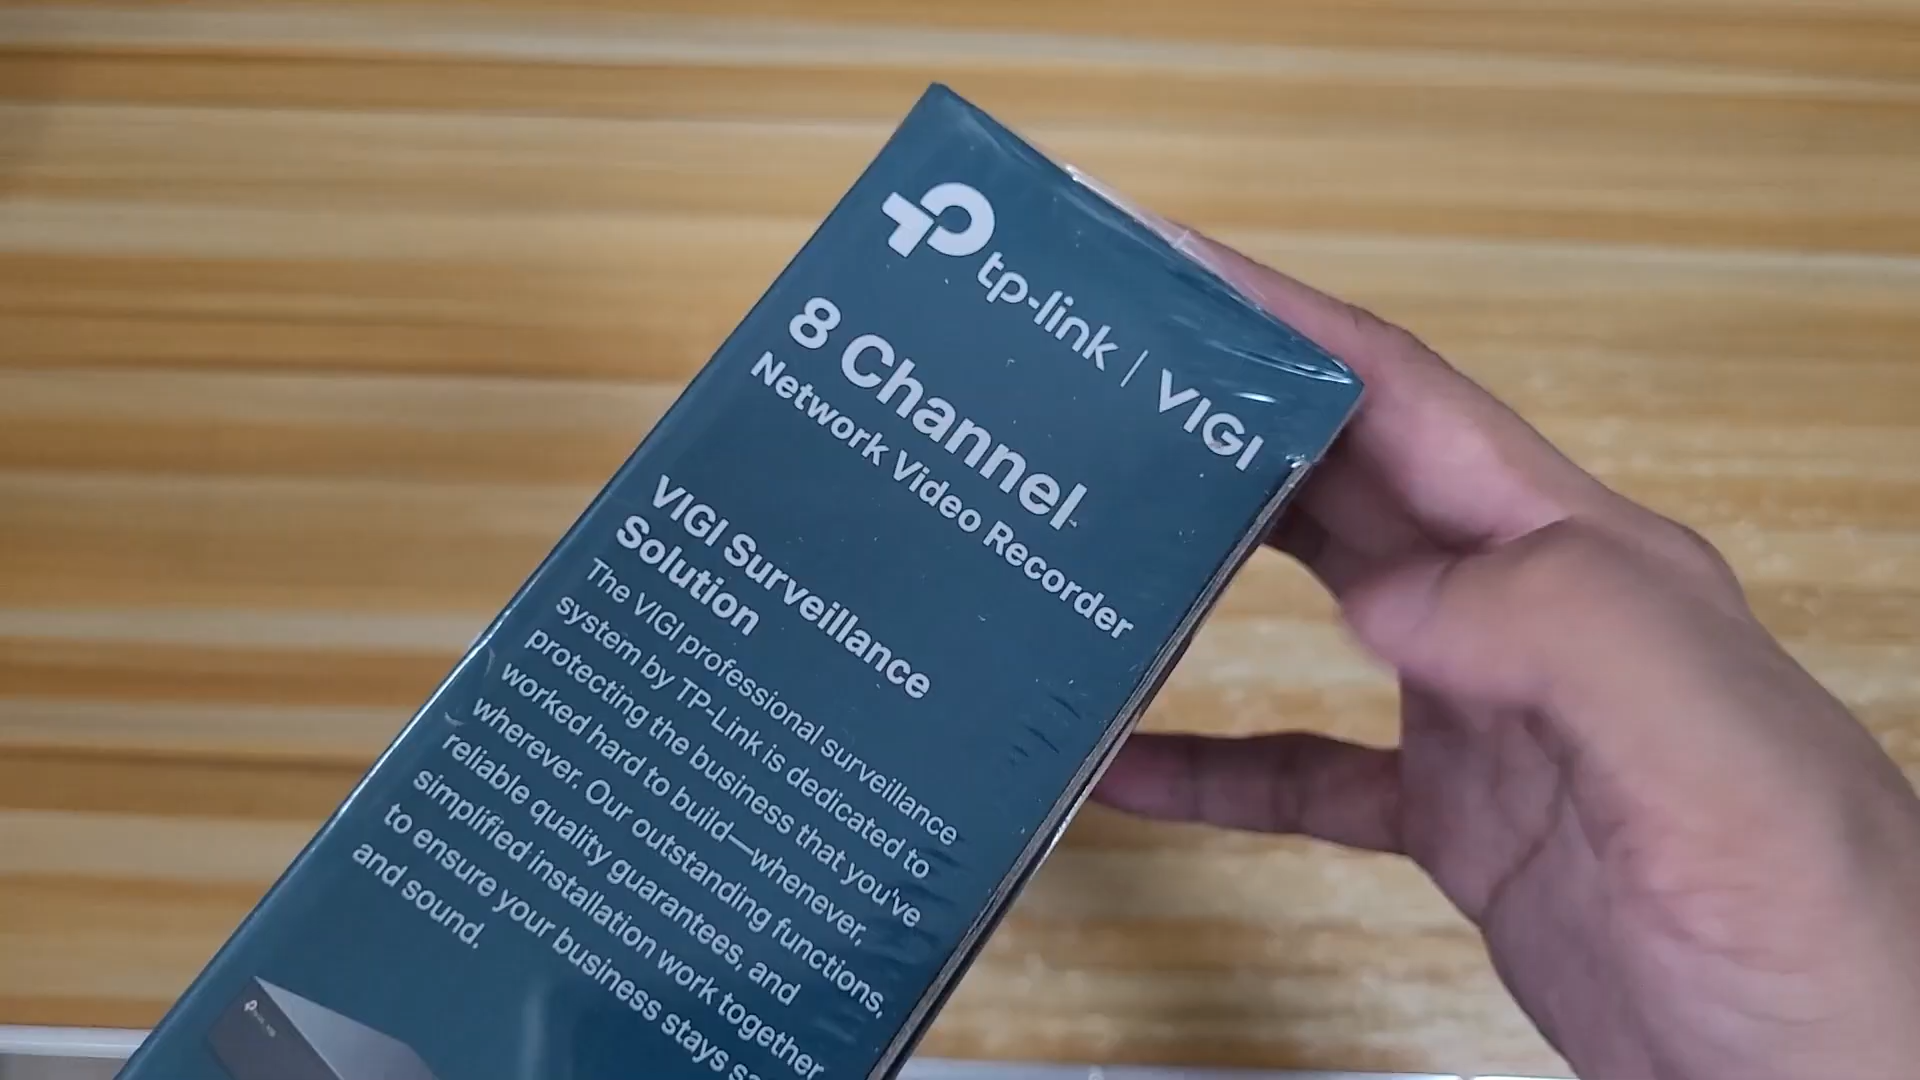 tp-link | VIGI
8 Channel
Network Video Recorder
VIGI Surveillance
Solution
The VIGI professional surveillance
system by TP-Link is dedicated to
protecting the business that you've
worked hard to build—whenever,
wherever. Our outstanding functions,
reliable quality guarantees, and
simplified installation work together
to ensure your business stays
and sound.